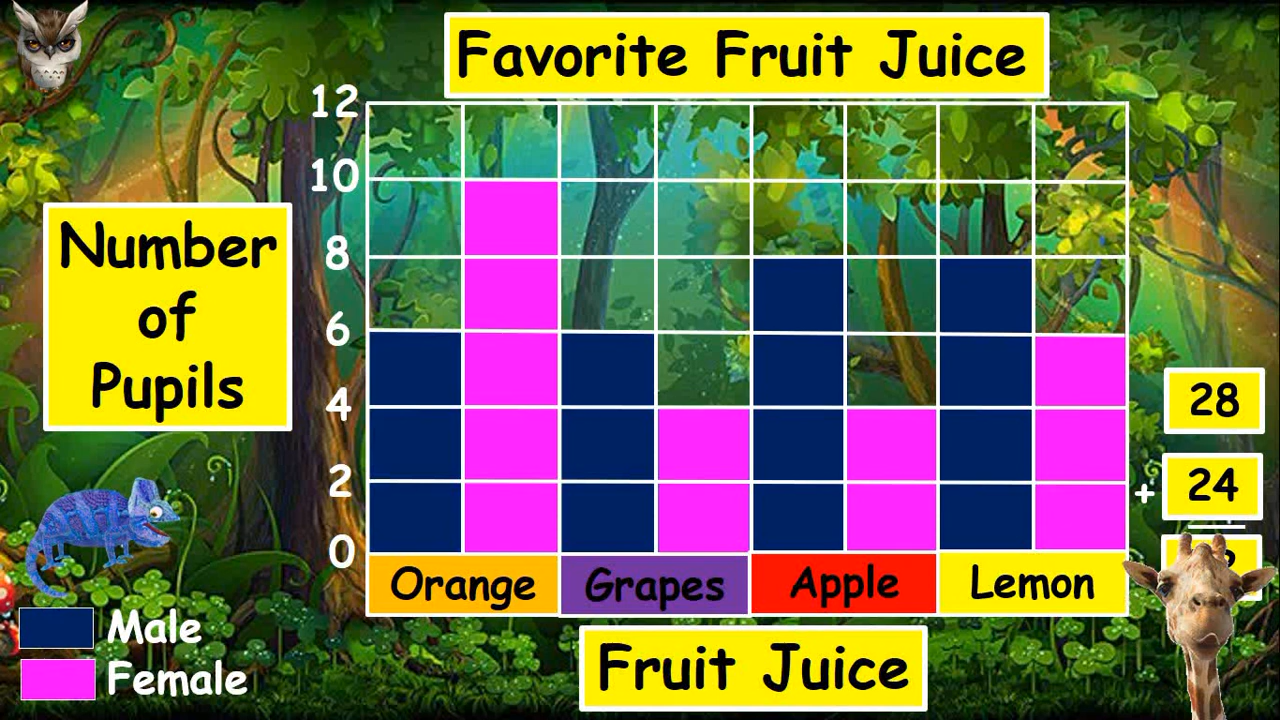 Favorite Fruit Juice
12
10
8
6
4
2
0
Number
of
Pupils
28
+ 24
Orange Grapes Apple Lemon
Male
Female
Fruit Juice